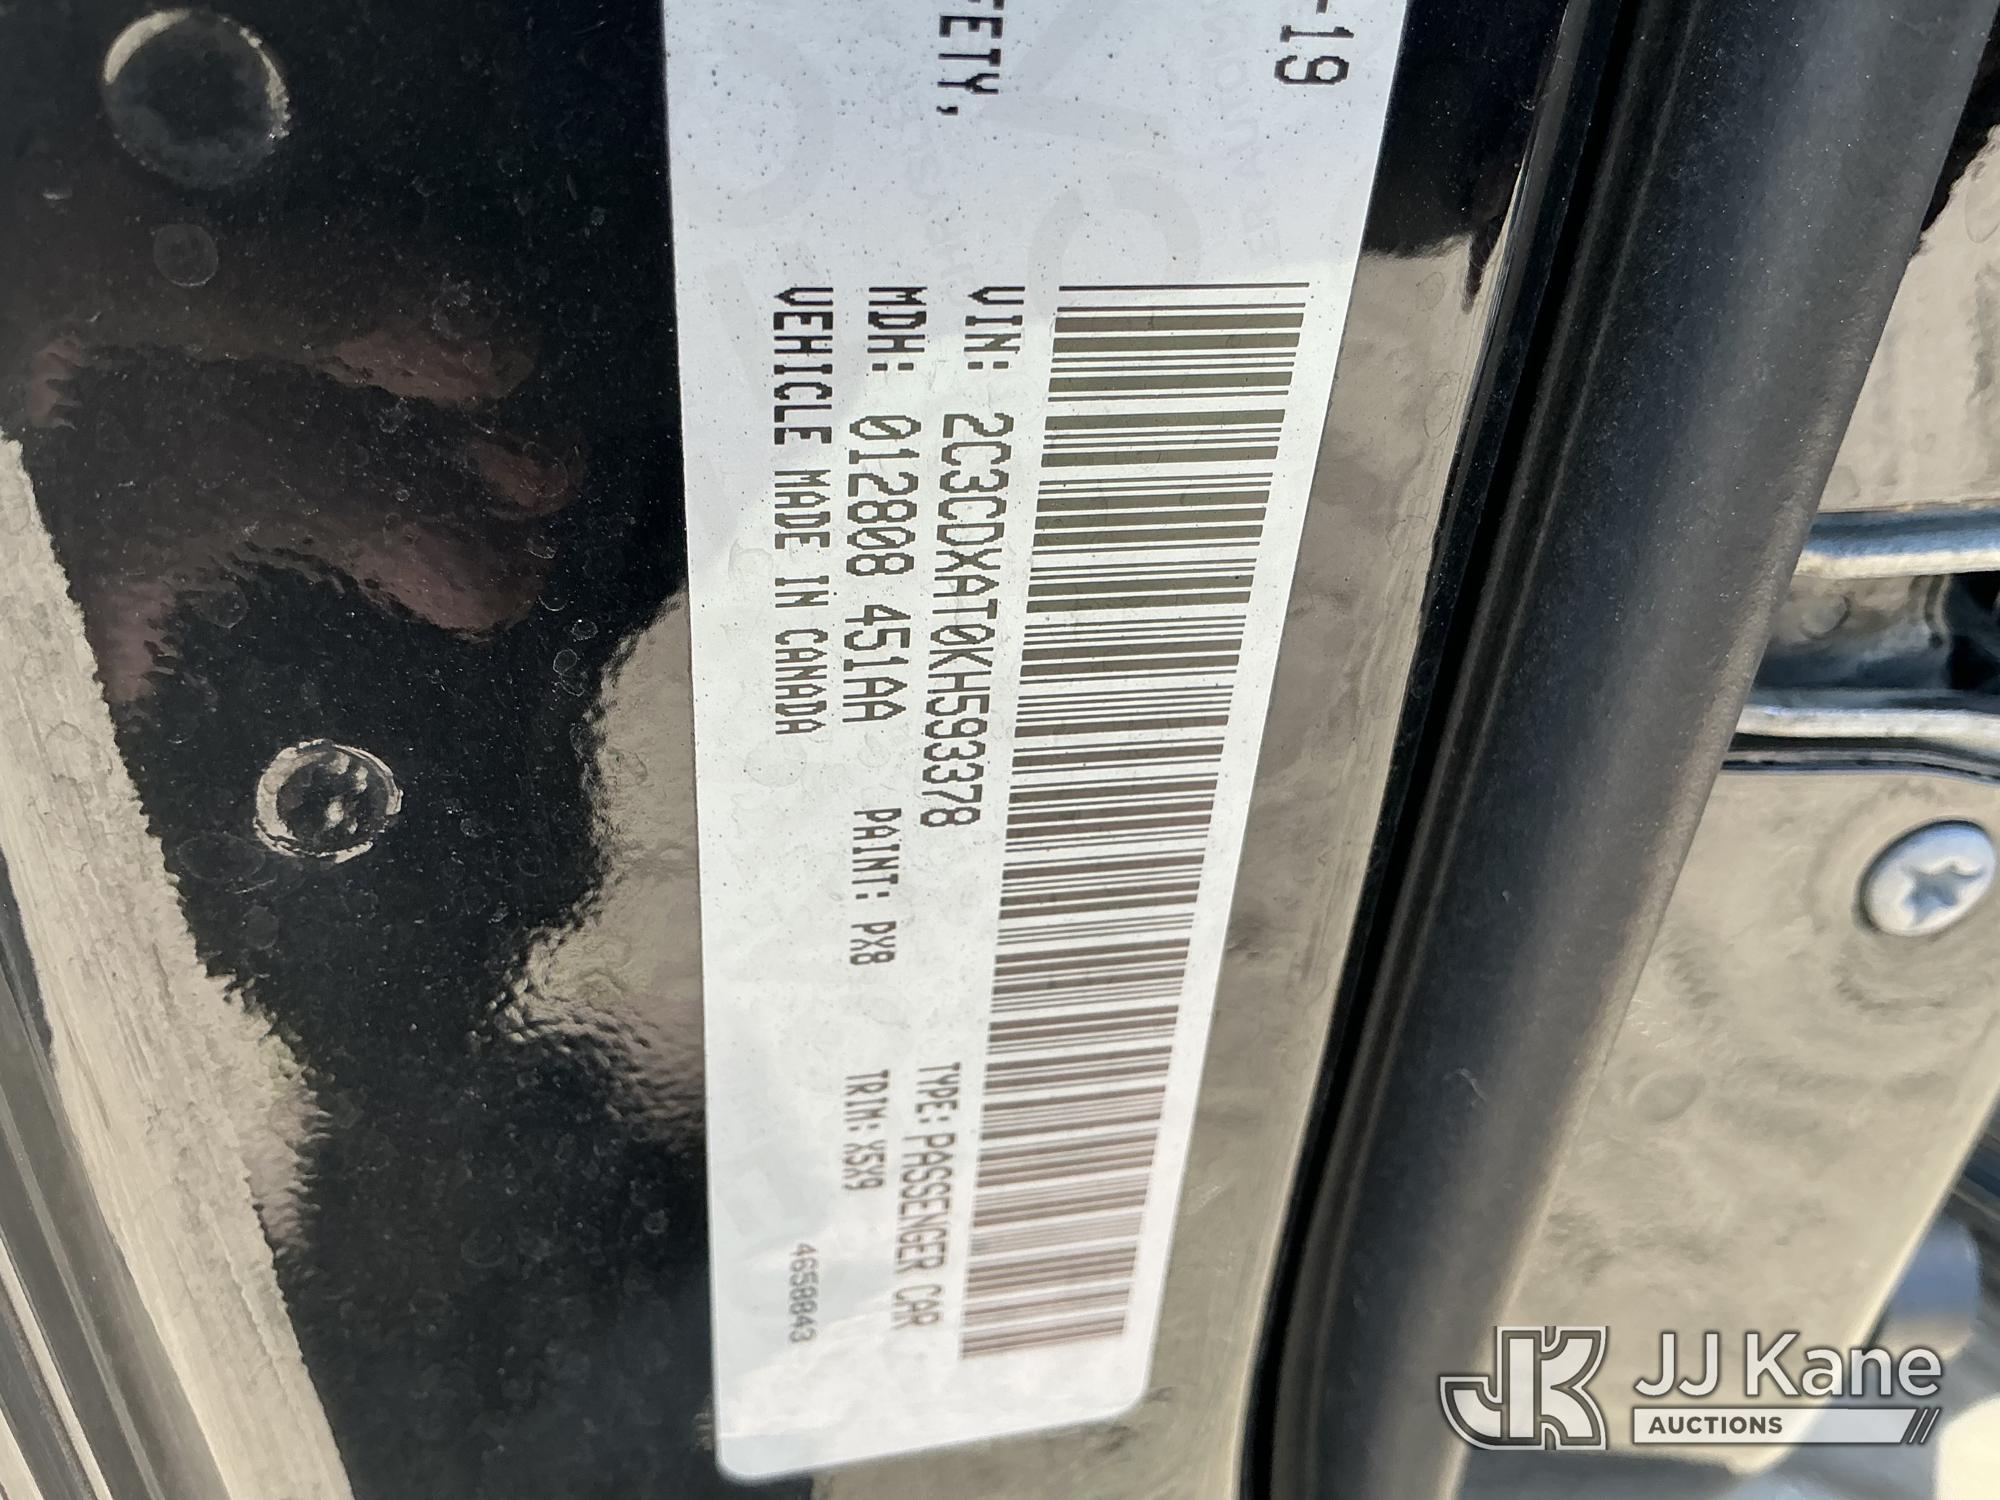 -19
FETY,
VIN: 2C3CDXAT0KH593378
TYPE: PASSENGER CAR
MDH: 012808 451AA
PAINT: PX8
TRIM: X5X9
VEHICLE MADE IN CANADA
4658843
JK JJ Kane
AUCTIONS